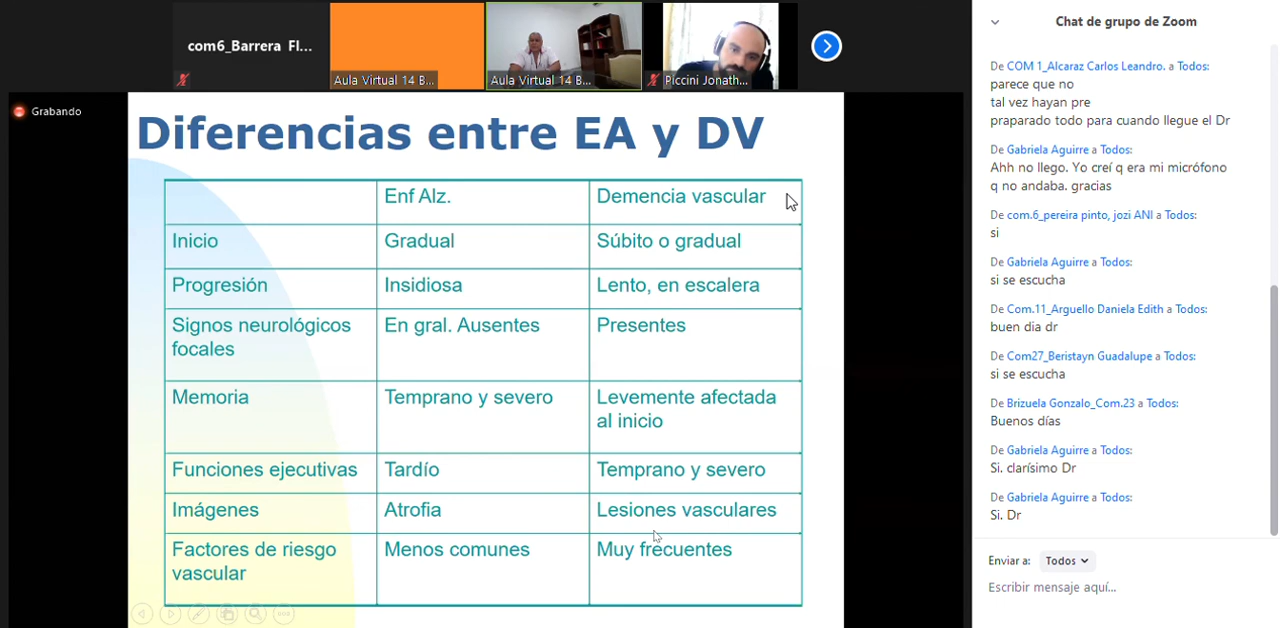 com6_Barrera Fl...
Aula Virtual 14 B...
Aula Virtual 14 B...
Piccini Jonath...
Grabando
Diferencias entre EA y DV
Enf Alz.
Demencia vascular
Inicio
Gradual
Súbito o gradual
Progresión
Insidiosa
Lento, en escalera
Signos neurológicos
focales
En gral. Ausentes
Presentes
Memoria
Temprano y severo
Levemente afectada
al inicio
Funciones ejecutivas
Tardío
Temprano y severo
Imágenes
Atrofia
Lesiones vasculares
Factores de riesgo
vascular
Menos comunes
Muy frecuentes
Chat de grupo de Zoom
De COM 1_Alcaraz Carlos Leandro. a Todos:
parece que no
tal vez hayan pre
praparado todo para cuando llegue el Dr
De Gabriela Aguirre a Todos:
Ahh no llego. Yo creí q era mi micrófono
q no andaba. gracias
De com.6_pereira pinto, jozi ANI a Todos:
si
De Gabriela Aguirre a Todos:
si se escucha
De Com.11_Arguello Daniela Edith a Todos:
buen dia dr
De Com27_Beristayn Guadalupe a Todos:
si se escucha
De Brizuela Gonzalo_Com.23 a Todos:
Buenos días
De Gabriela Aguirre a Todos:
Si. clarísimo Dr
De Gabriela Aguirre a Todos:
Si. Dr
Enviar a: Todos
Escribir mensaje aquí...